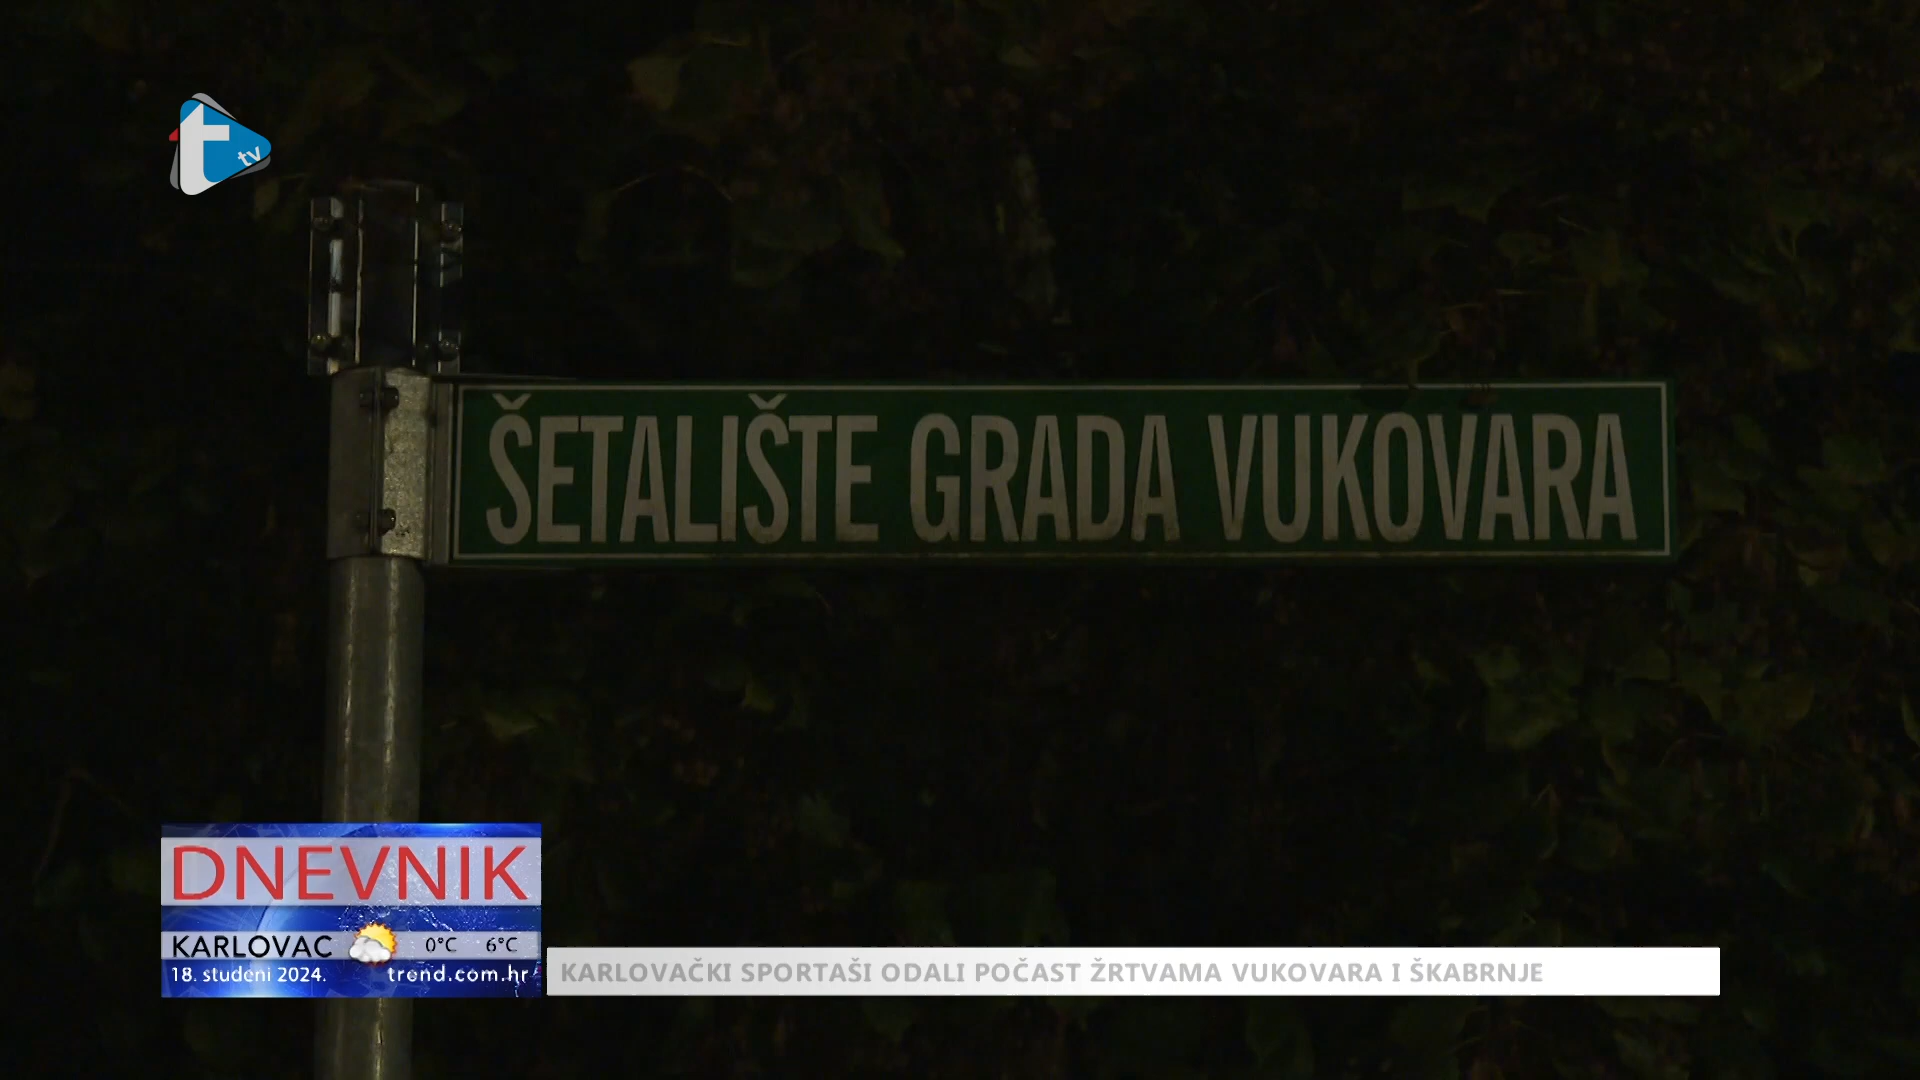 t tv
ŠETALIŠTE GRADA VUKOVARA
DNEVNIK
KARLOVAC 0°C 6°C
18. studeni 2024. trend.com.hr
KARLOVAČKI SPORTAŠI ODALI POČAST ŽRTVAMA VUKOVARA I ŠKABRNJE